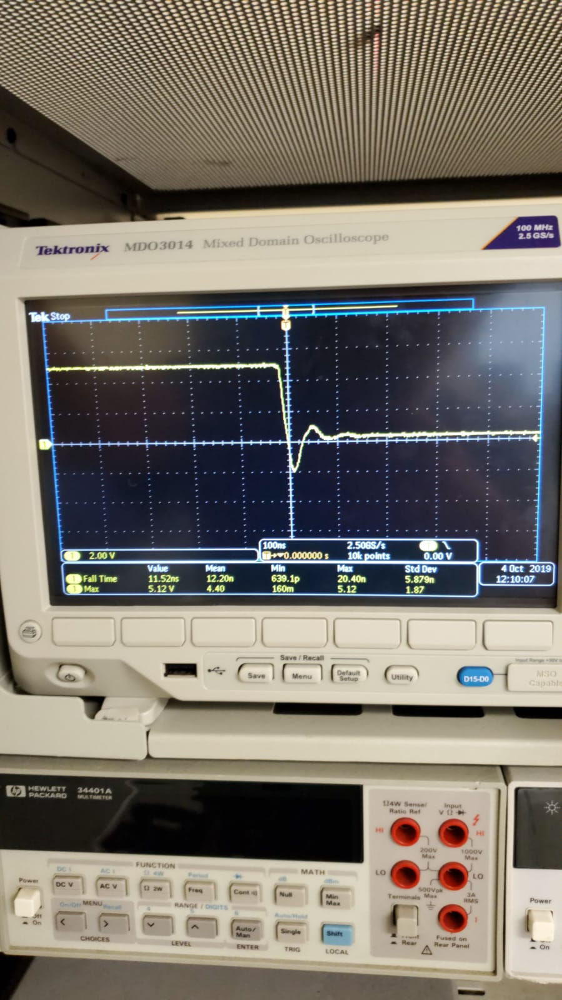 Tektronix MDO3014 Mixed Domain Oscilloscope
100 MHz
2.5 GS/s
Tek Stop
T
T
1
1 2.00 V
100ns 2.50GS/s
0.000000 s 10k points 0.00 V
Value Mean Min Max Std Dev
1 Fall Time 11.52ns 12.20n 639.1p 20.40n 5.879n
1 Max 5.12 V 4.40 160m 5.12 1.87
4 Oct 2019
12:10:07
Save / Recall
Save
Menu
Default
Setup
Utility
D15-D0
MSO
hp HEWLETT
PACKARD
34401A
MULTIMETER
Ω4W Sense/
Ratio Ref
Input
V Ω
HI
HI
200V
Max
1000V
Max
LO
LO
500Vpk
Max
Terminals
3A
RMS
I
Rear
Fused on
Rear Panel
Power
On
FUNCTION
MATH
DC I
AC I
Ω 4W
Period
dB
dBm
DC V
AC V
Ω 2W
Freq
Cont
Null
Min
Max
On/Off MENU Recall
RANGE / DIGITS
4
5
6
Auto/Hold
<
>
Auto/
Man
Single
Shift
CHOICES
LEVEL
ENTER
TRIG
LOCAL
Power
On